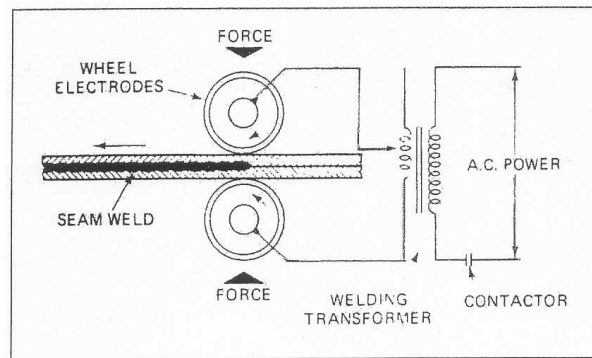 FORCE
WHEEL
ELECTRODES
A.C. POWER
SEAM WELD
FORCE
WELDING
TRANSFORMER
CONTACTOR